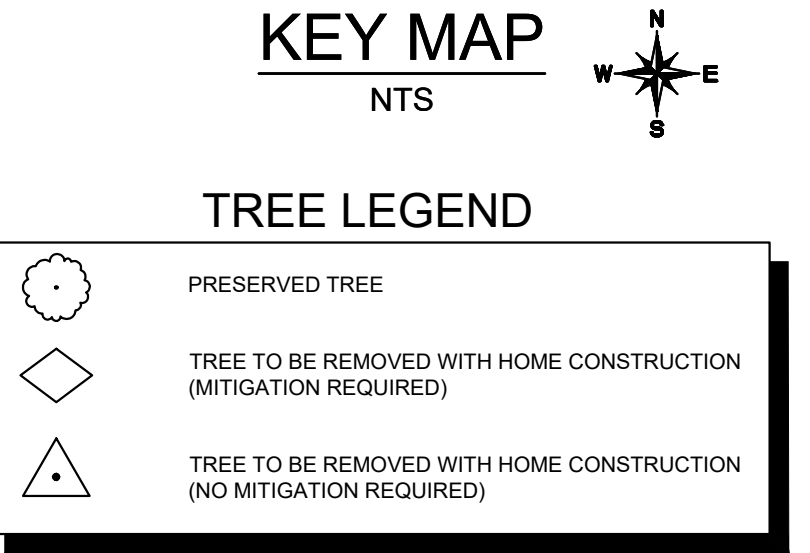 KEY MAP
NTS
N
W E
S
TREE LEGEND
PRESERVED TREE
TREE TO BE REMOVED WITH HOME CONSTRUCTION
(MITIGATION REQUIRED)
TREE TO BE REMOVED WITH HOME CONSTRUCTION
(NO MITIGATION REQUIRED)